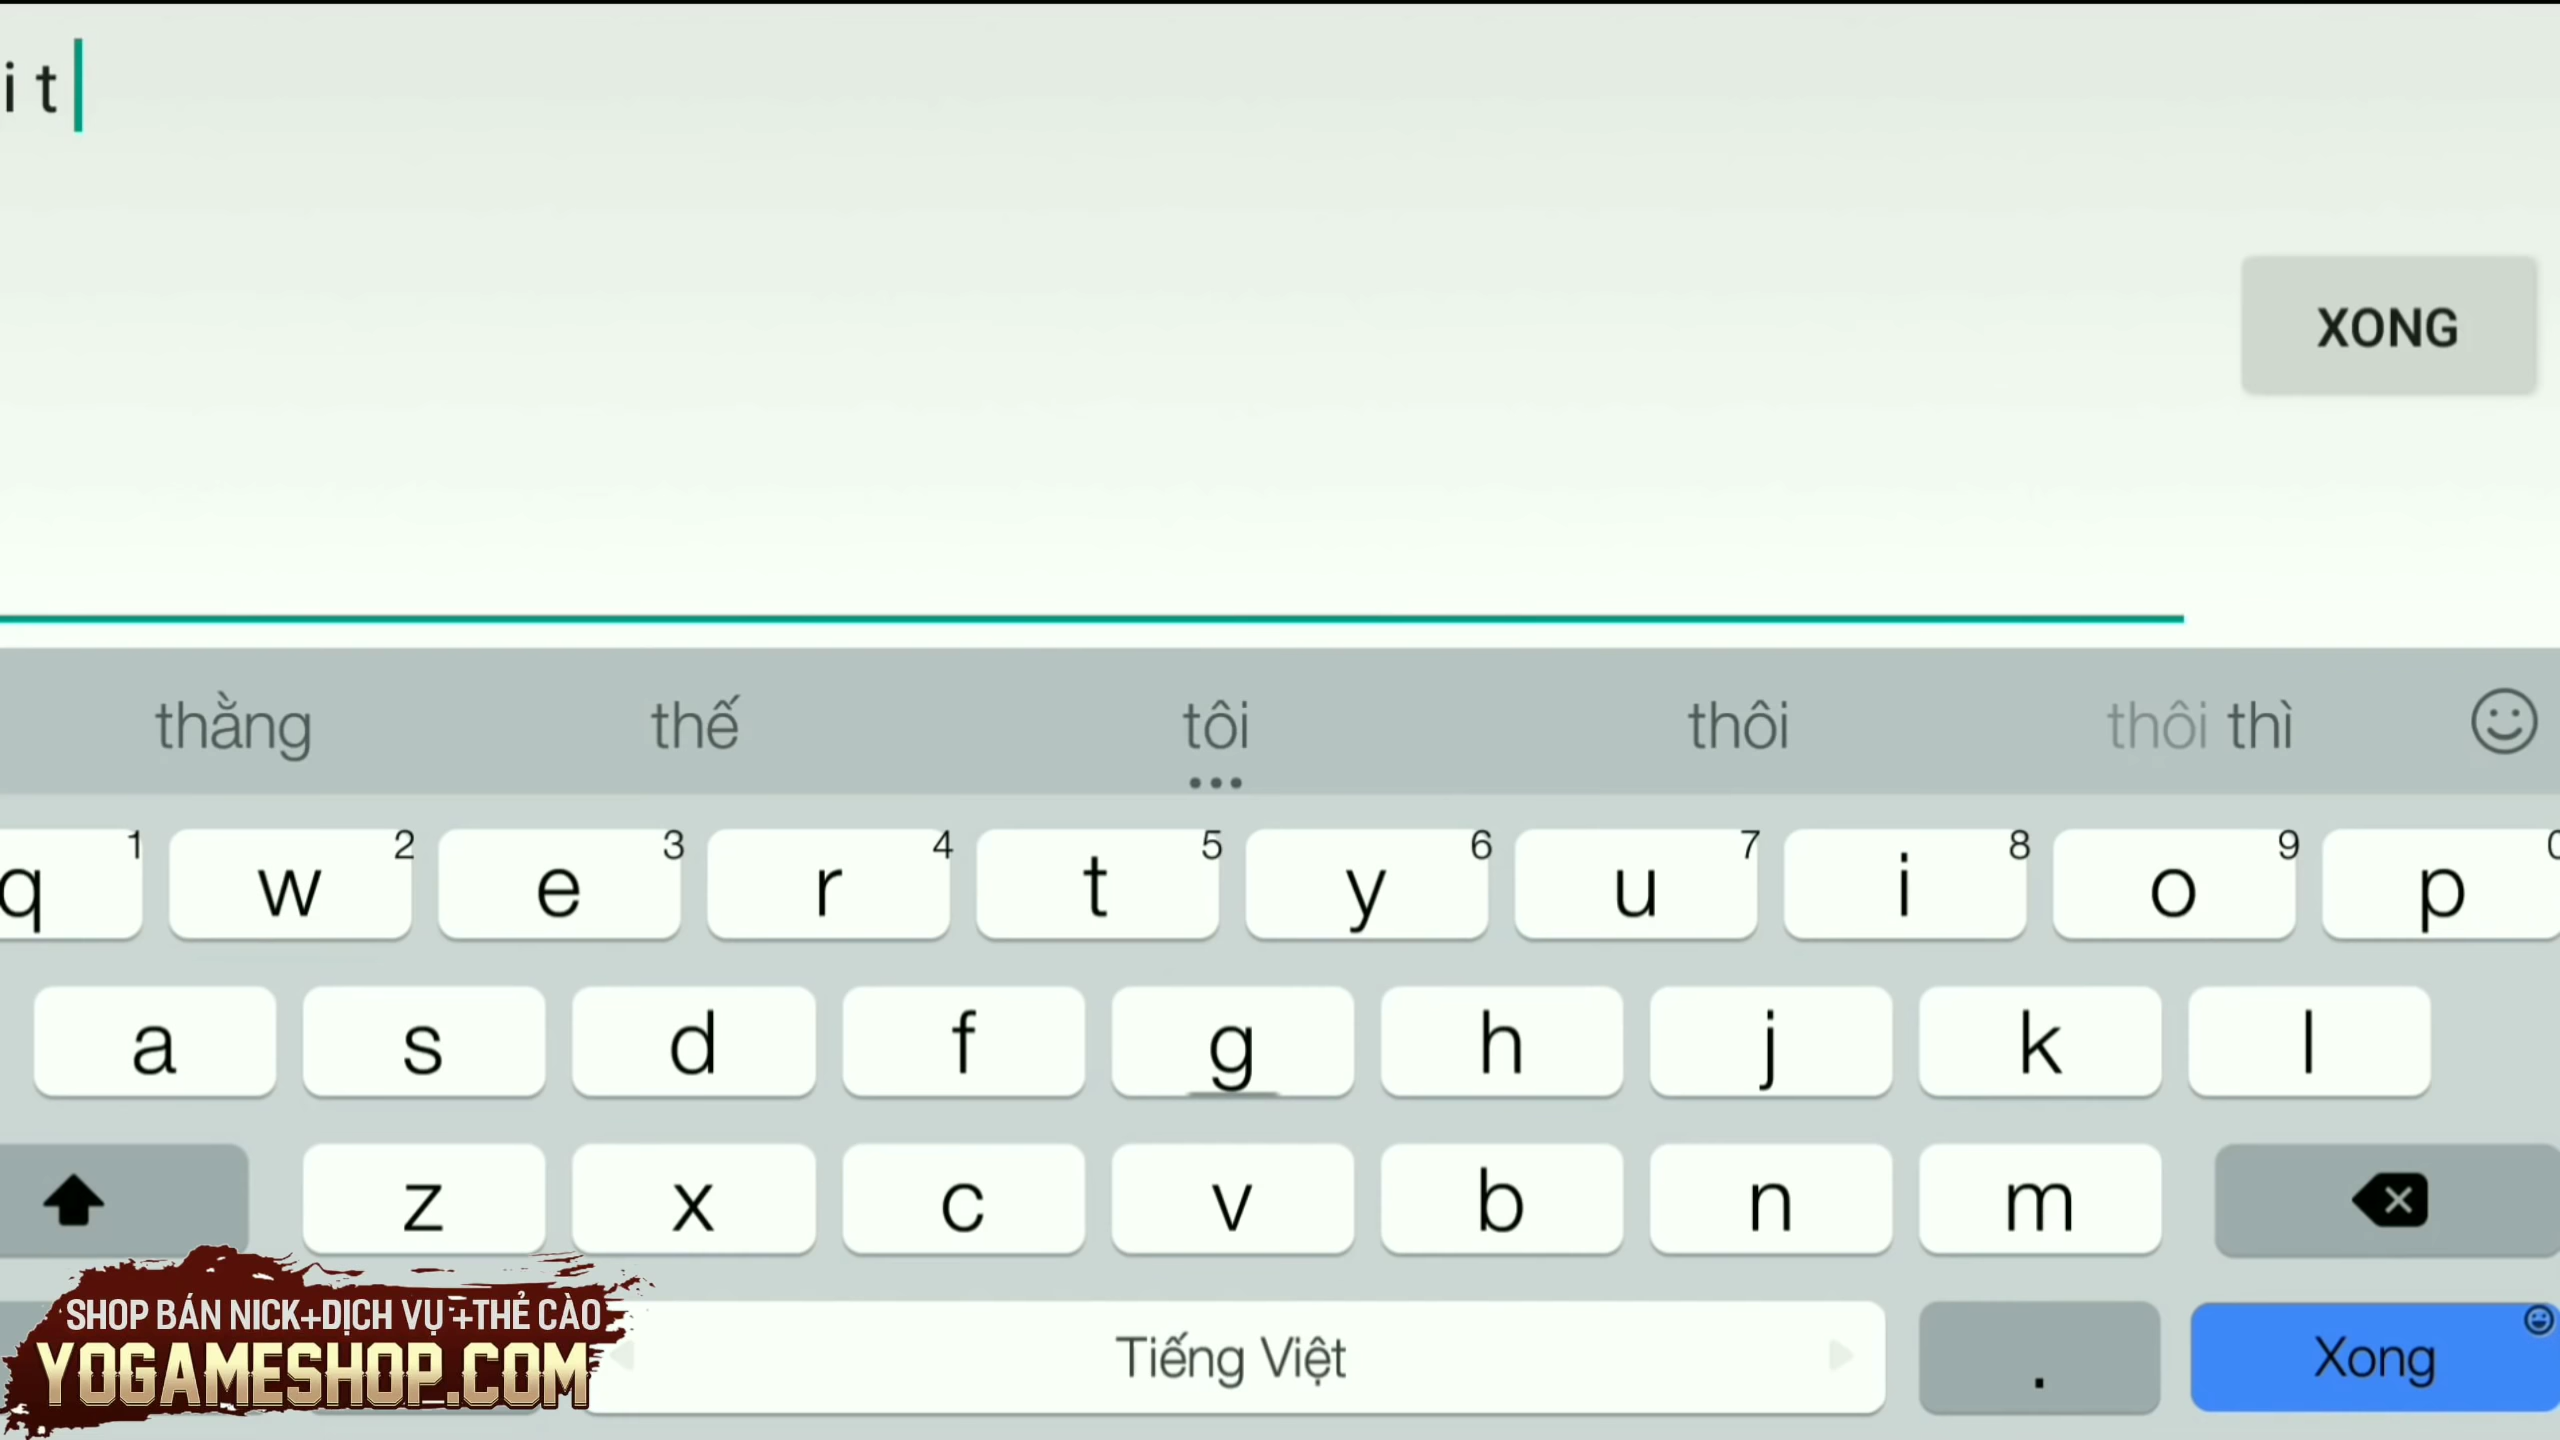 i t
XONG
thằng thế tôi thôi thôi thì
1 2 3 4 5 6 7 8 9 0
q w e r t y u i o p
a s d f g h j k l
z x c v b n m
SHOP BÁN NICK+DỊCH VỤ+THẺ CÀO
YOGAMESHOP.COM
Tiếng Việt . Xong